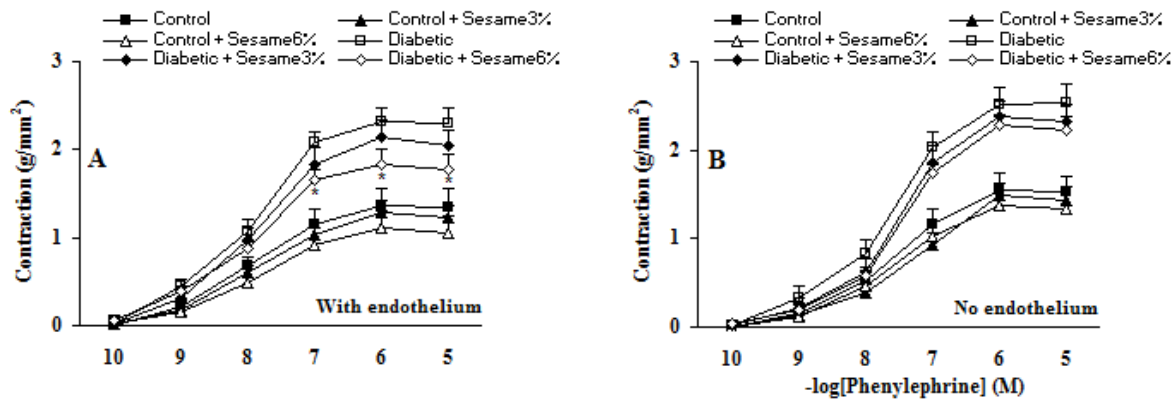 Control
Control + Sesame3%
Control + Sesame6%
Diabetic
Diabetic + Sesame3%
Diabetic + Sesame6%
3
2
1
0
Contraction (g/mm²)
A
* * *
With endothelium
10 9 8 7 6 5
Control
Control + Sesame3%
Control + Sesame6%
Diabetic
Diabetic + Sesame3%
Diabetic + Sesame6%
3
2
1
0
Contraction (g/mm²)
B
No endothelium
10 9 8 7 6 5
-log[Phenylephrine] (M)